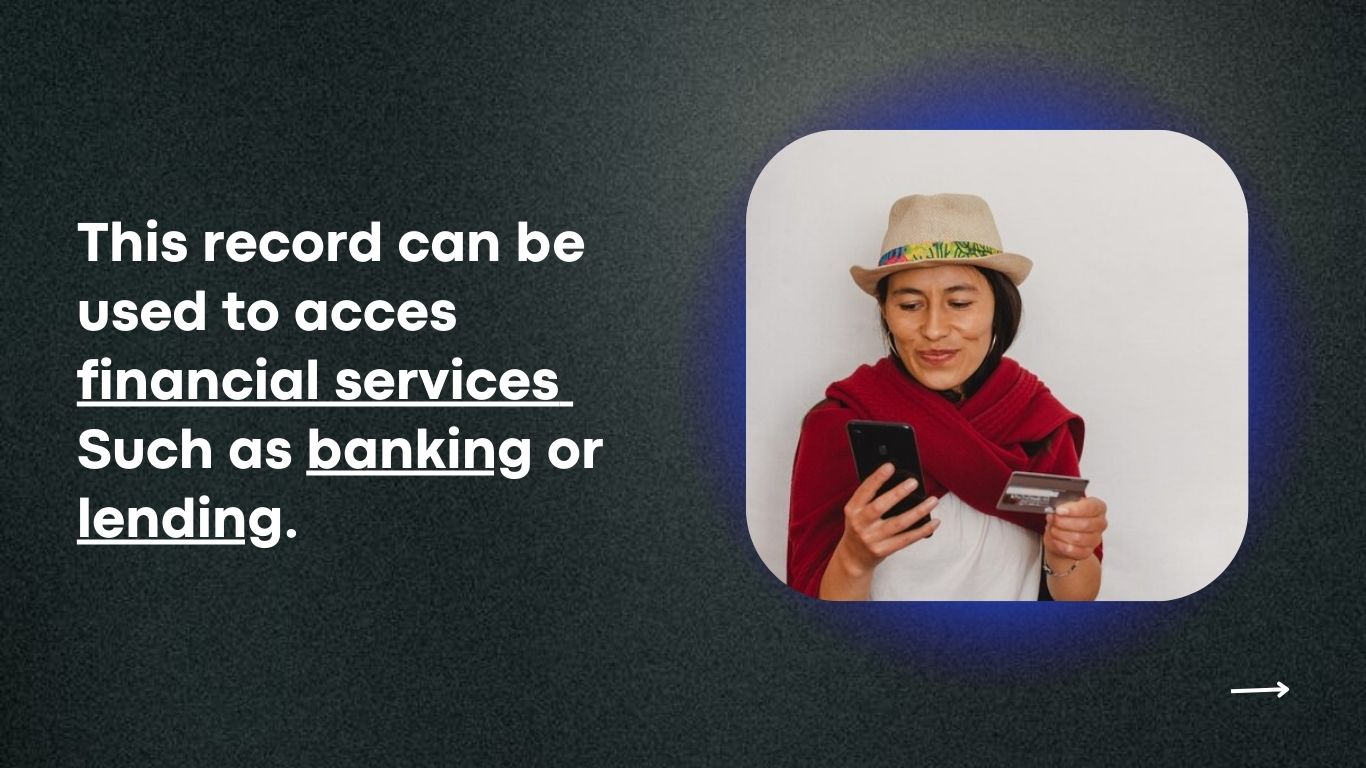 This record can be
used to acces
financial services
Such as banking or
lending.